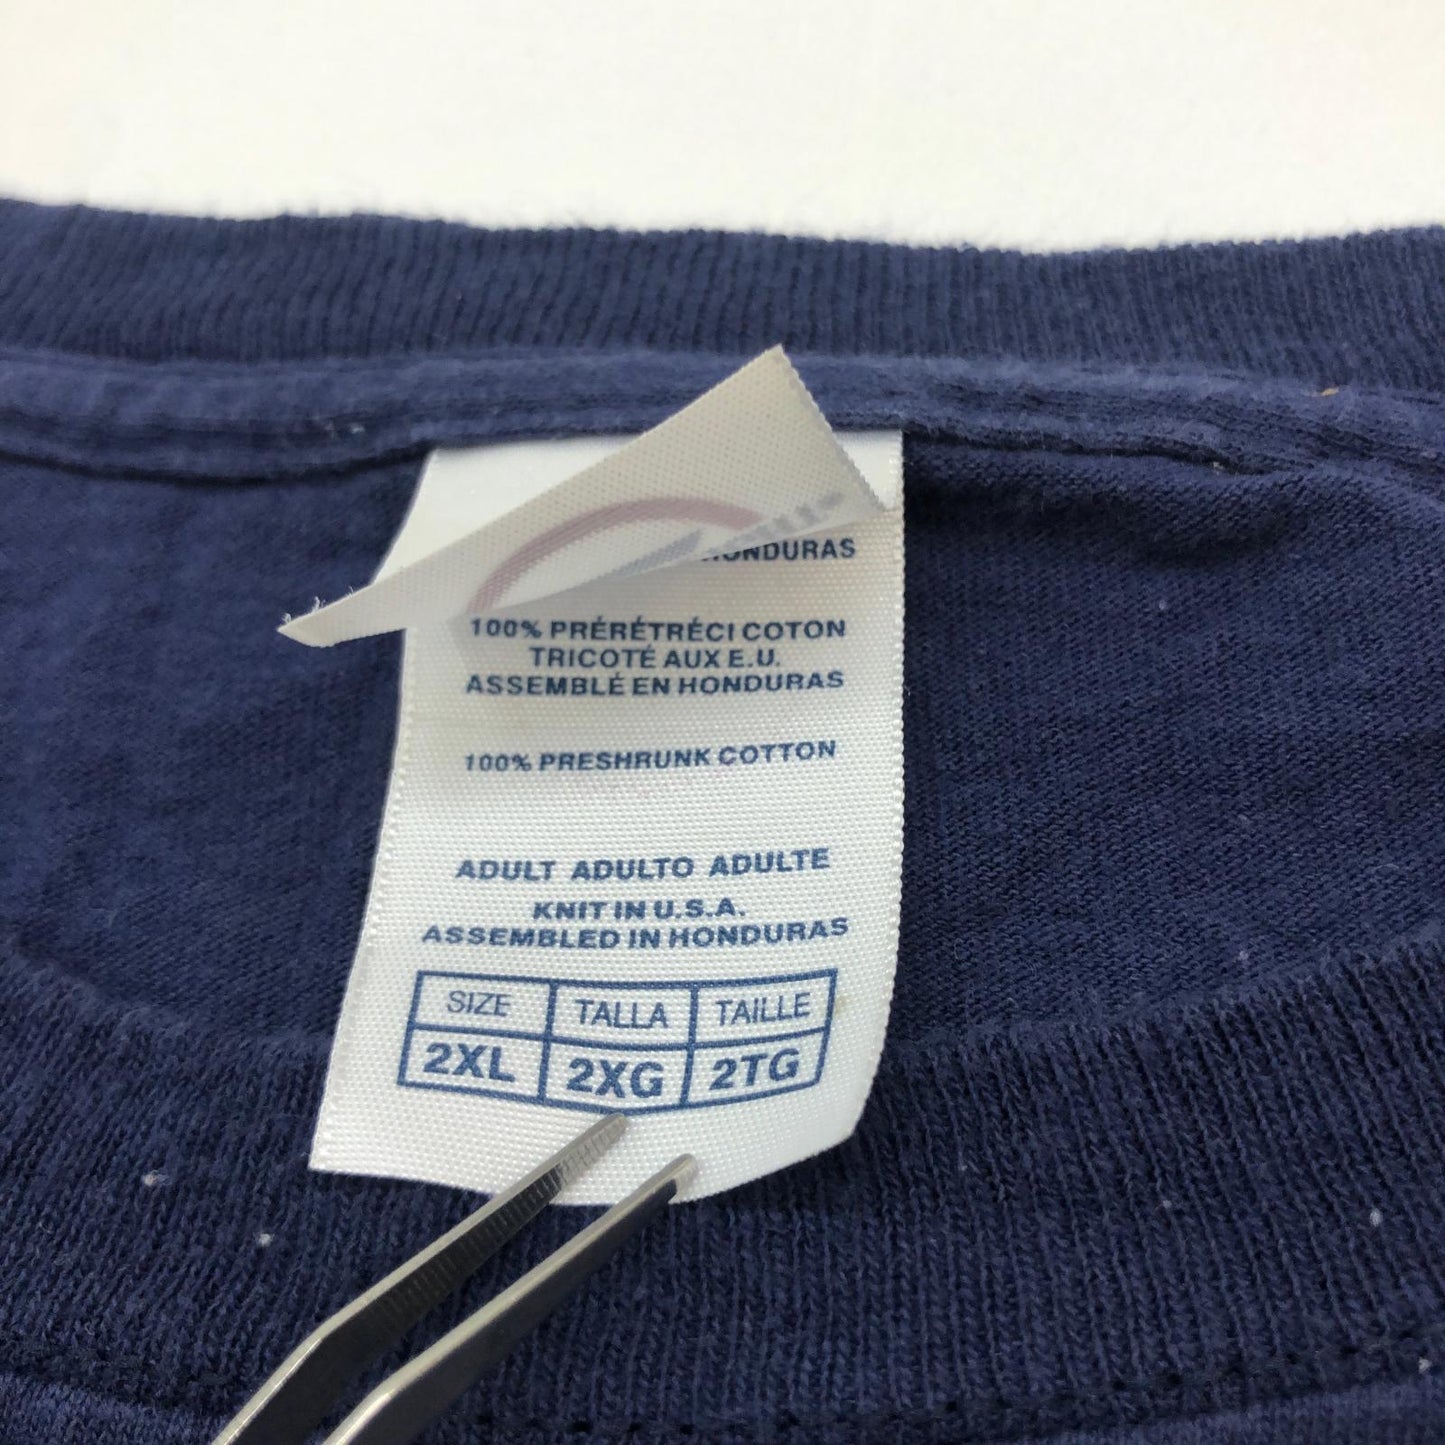 HONDURAS
100% PRÉRÉTRÉCI COTON
TRICOTÉ AUX E.U.
ASSEMBLÉ EN HONDURAS
100% PRESHRUNK COTTON
ADULT ADULTO ADULTE
KNIT IN U.S.A.
ASSEMBLED IN HONDURAS
SIZE TALLA TAILLE
2XL 2XG 2TG